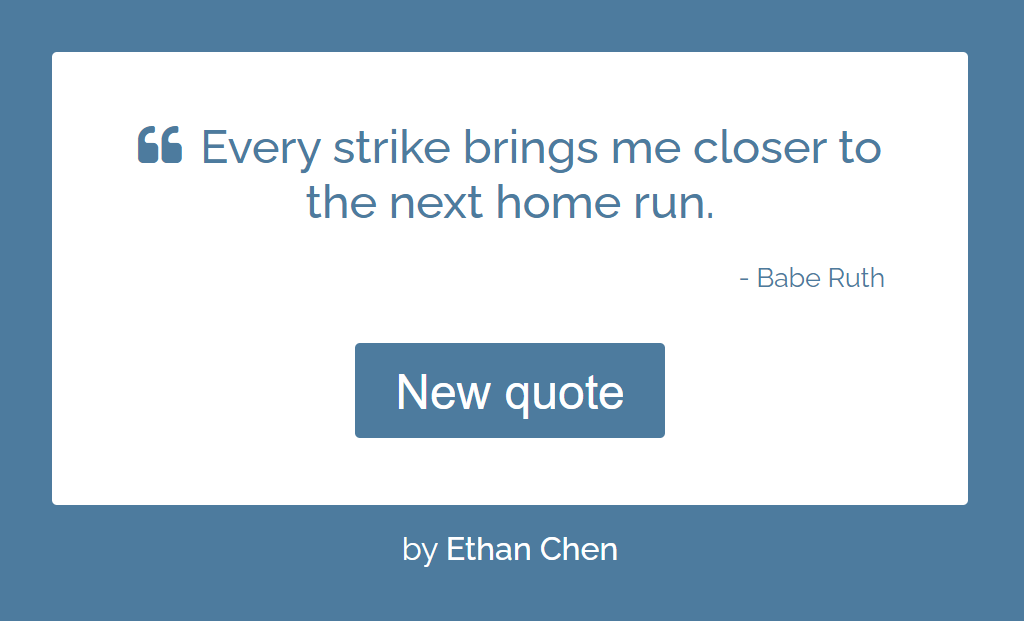 ❝ Every strike brings me closer to
the next home run.
- Babe Ruth
New quote
by Ethan Chen